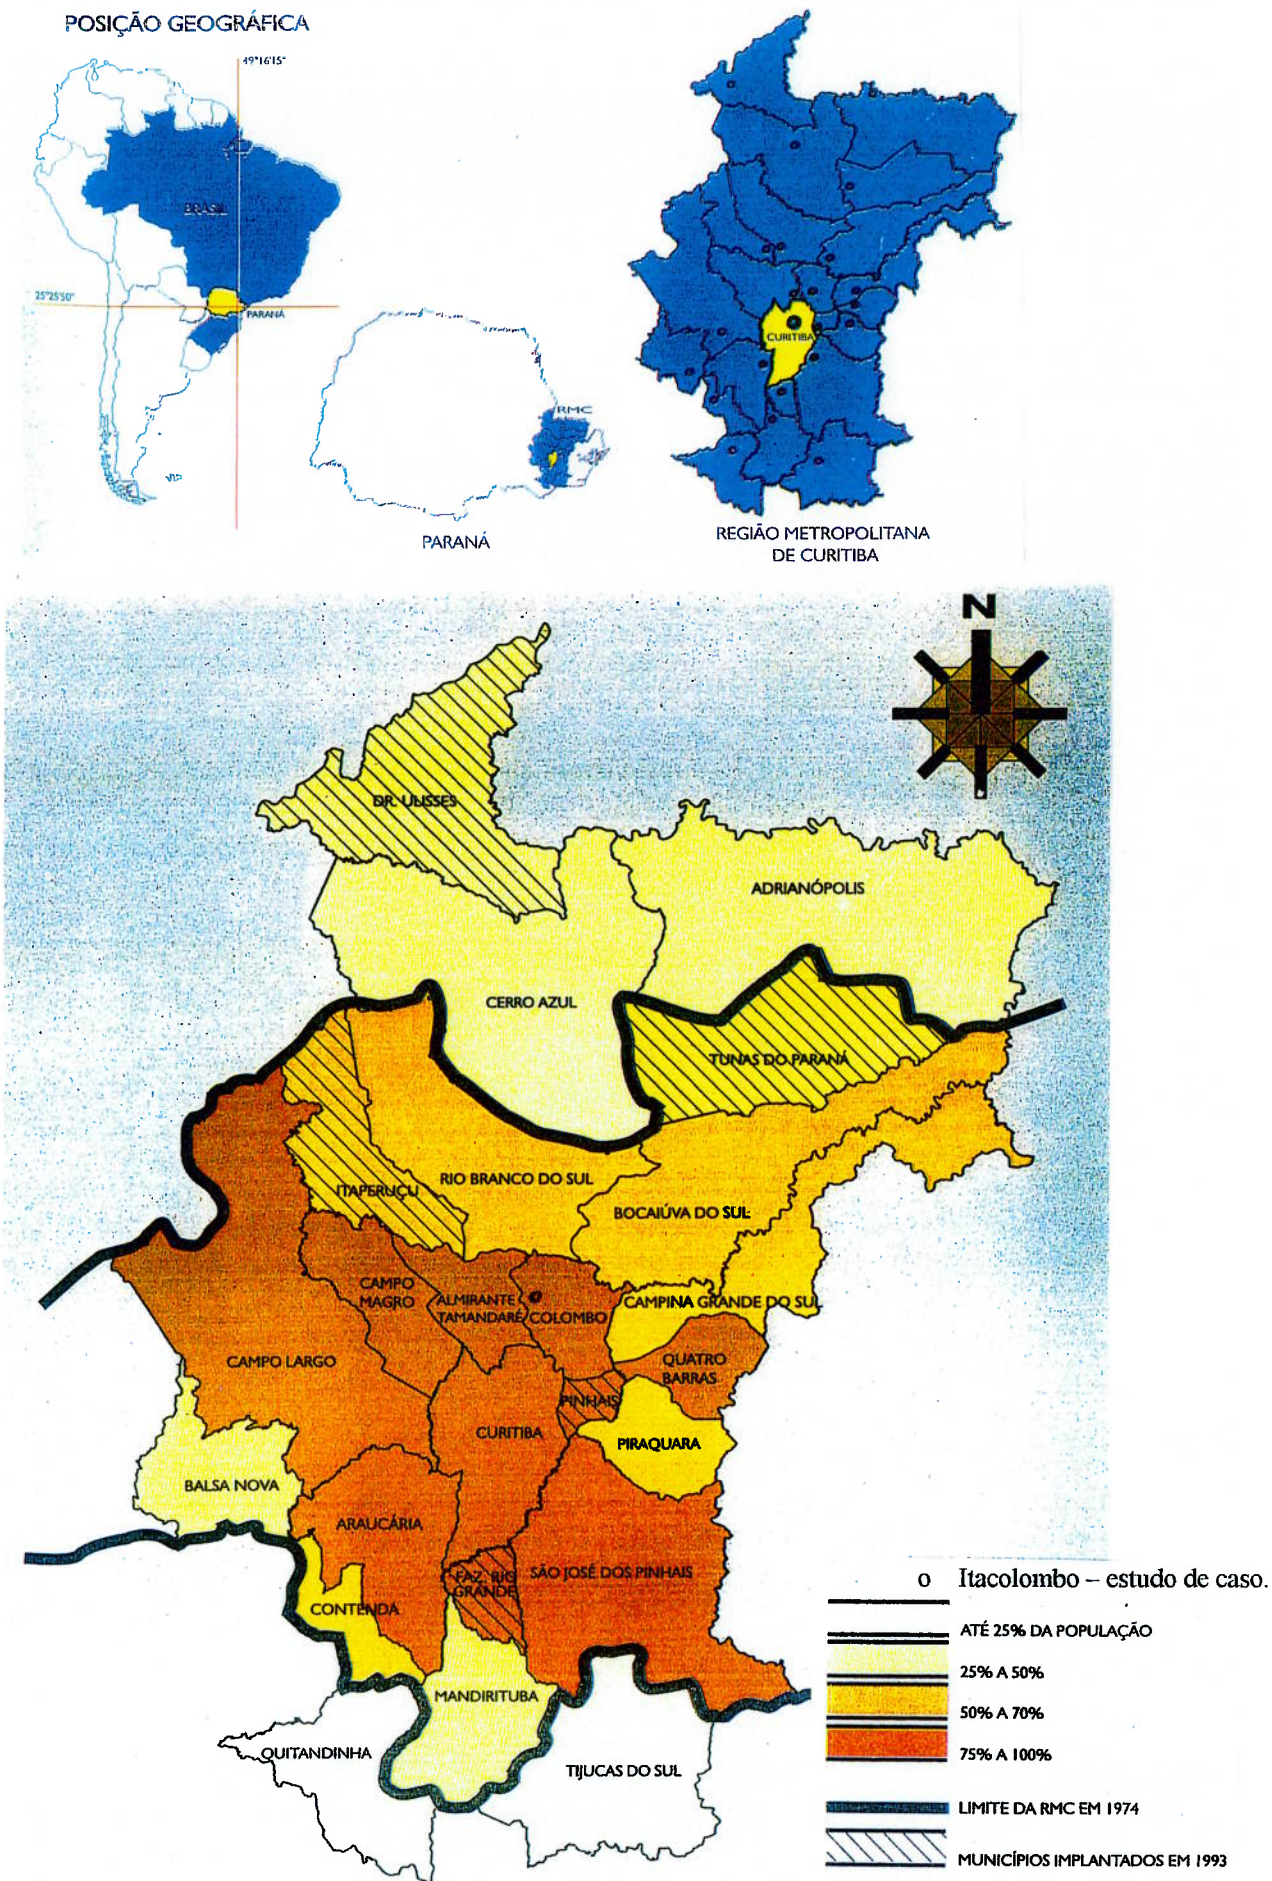 POSIÇÃO GEOGRÁFICA
49°16'15"
BRASIL
25°25'50"
PARANÁ
RMC
PARANÁ
CURITIBA
REGIÃO METROPOLITANA
DE CURITIBA
N
DR. ULISSES
ADRIANÓPOLIS
CERRO AZUL
TUNAS DO PARANÁ
RIO BRANCO DO SUL
ITAPERUÇU
BOCAIÚVA DO SUL
CAMPO
MAGRO
ALMIRANTE
TAMANDARÉ
COLOMBO
CAMPINA GRANDE DO SUL
CAMPO LARGO
QUATRO
BARRAS
PINHAIS
CURITIBA
PIRAQUARA
BALSA NOVA
ARAUCÁRIA
FAZ. RIO
GRANDE
SÃO JOSÉ DOS PINHAIS
CONTENDA
MANDIRITUBA
QUITANDINHA
TIJUCAS DO SUL
o Itacolombo – estudo de caso.
ATÉ 25% DA POPULAÇÃO
25% A 50%
50% A 70%
75% A 100%
LIMITE DA RMC EM 1974
MUNICÍPIOS IMPLANTADOS EM 1993